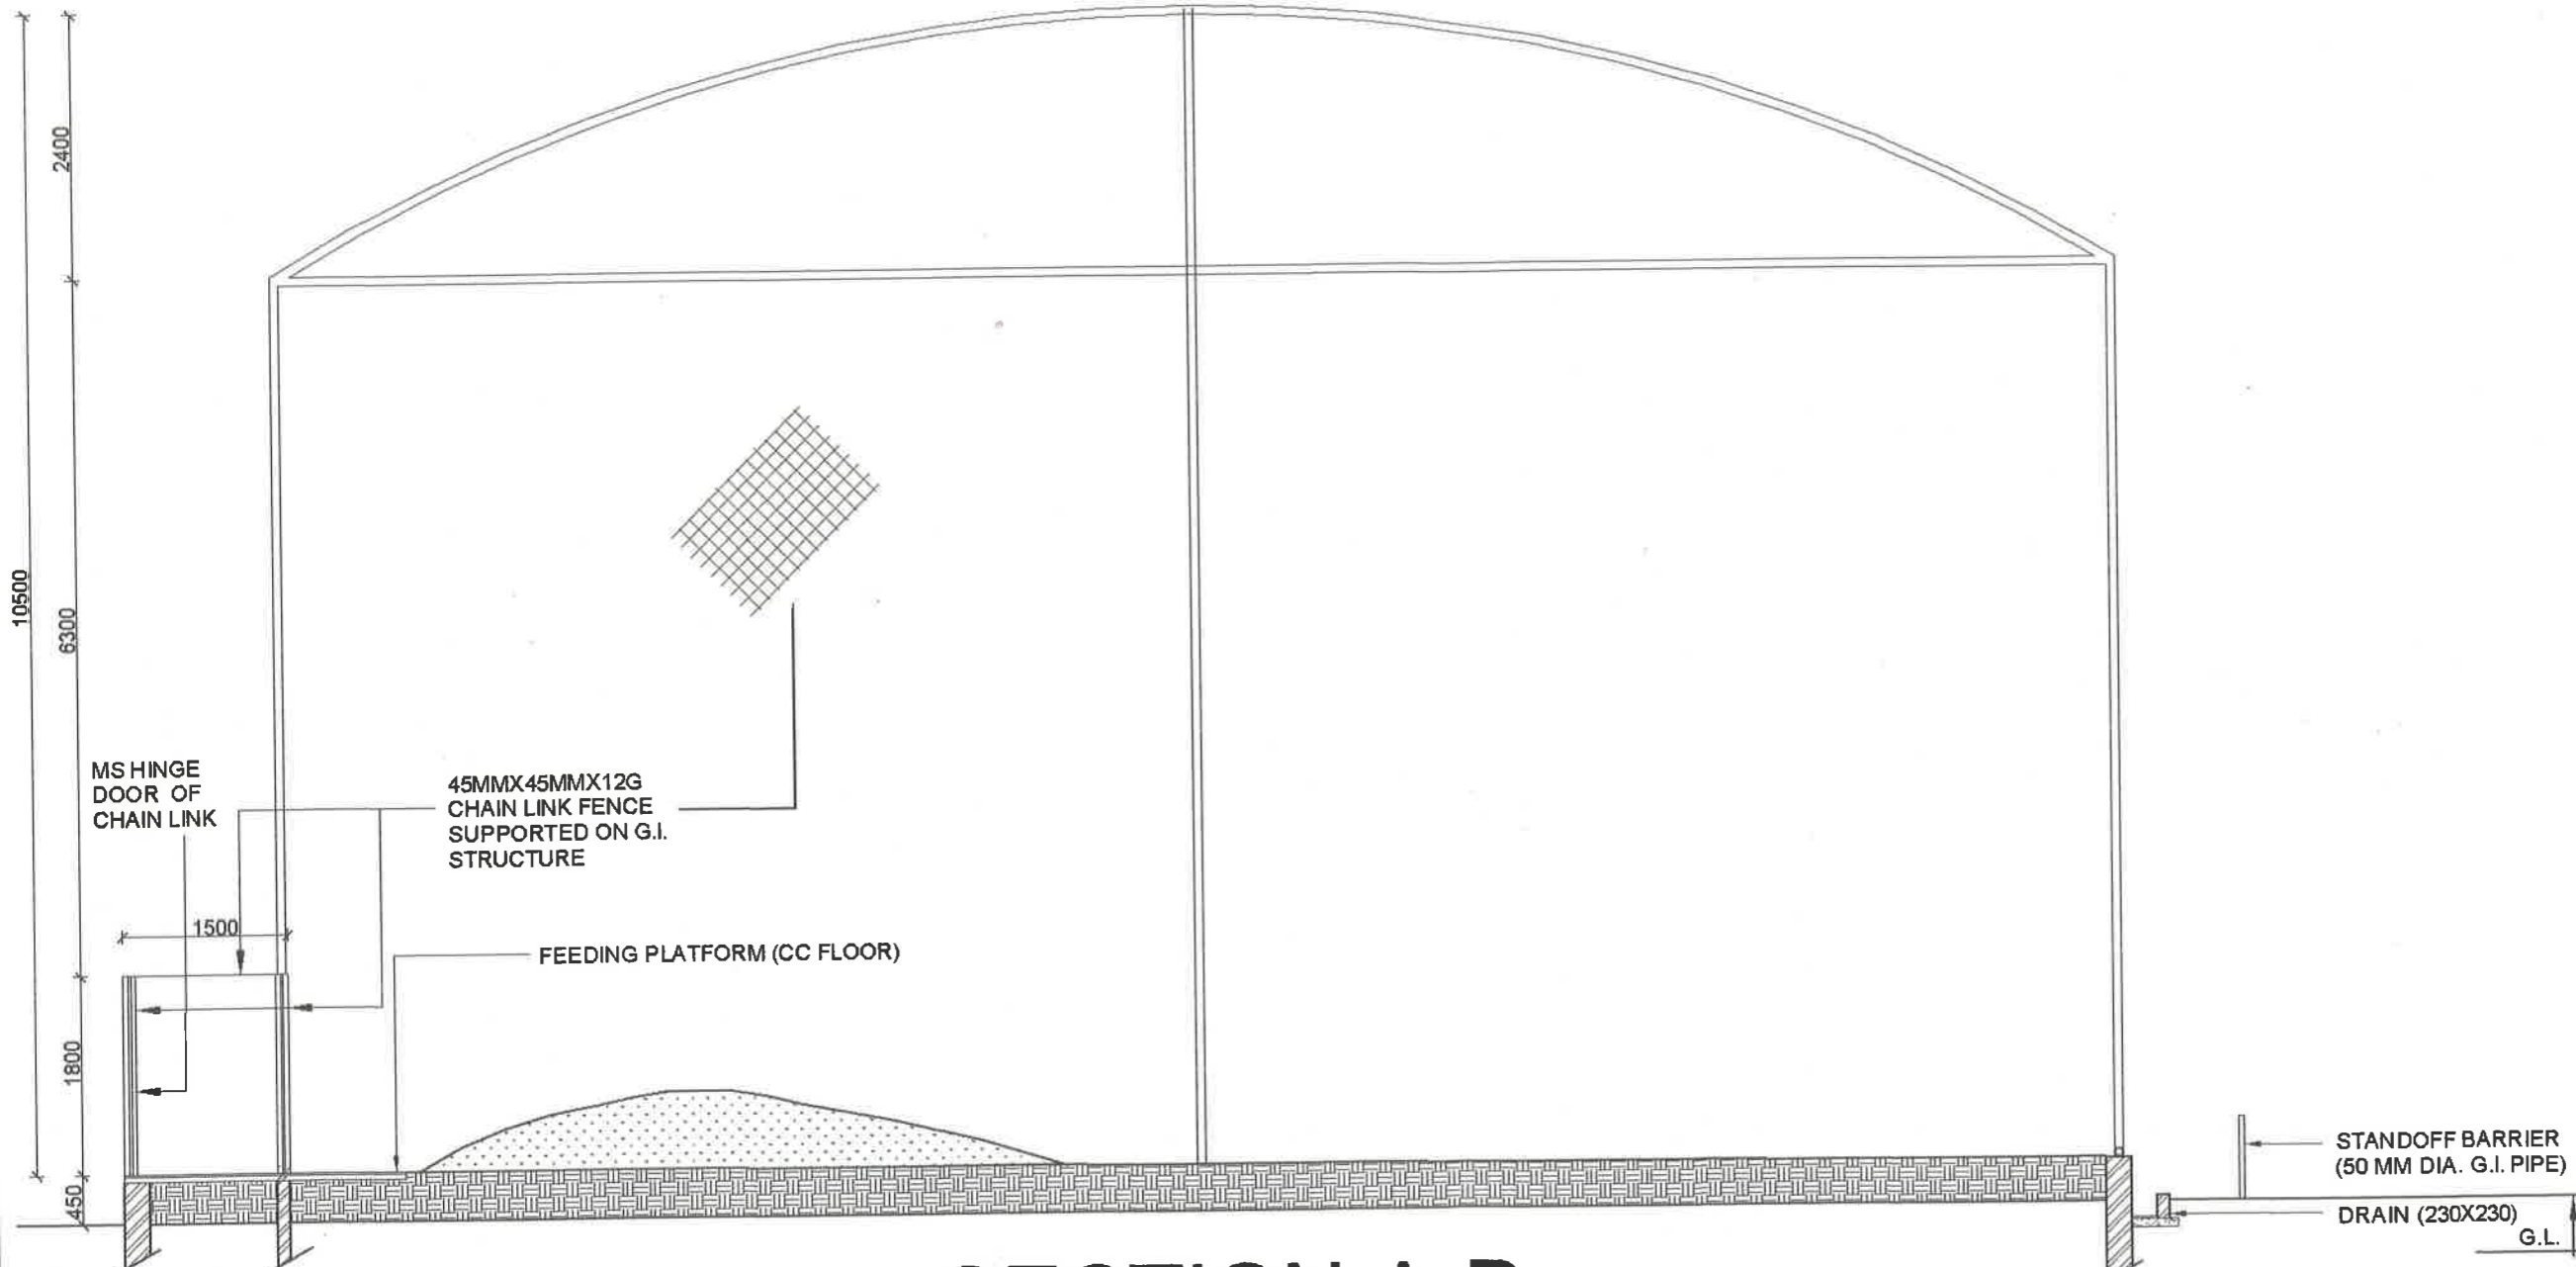 2400
10500
6300
MS HINGE
DOOR OF
CHAIN LINK
45MMX45MMX12G
CHAIN LINK FENCE
SUPPORTED ON G.I.
STRUCTURE
1500
FEEDING PLATFORM (CC FLOOR)
1800
450
STANDOFF BARRIER
(50 MM DIA. G.I. PIPE)
DRAIN (230X230)
G.L.